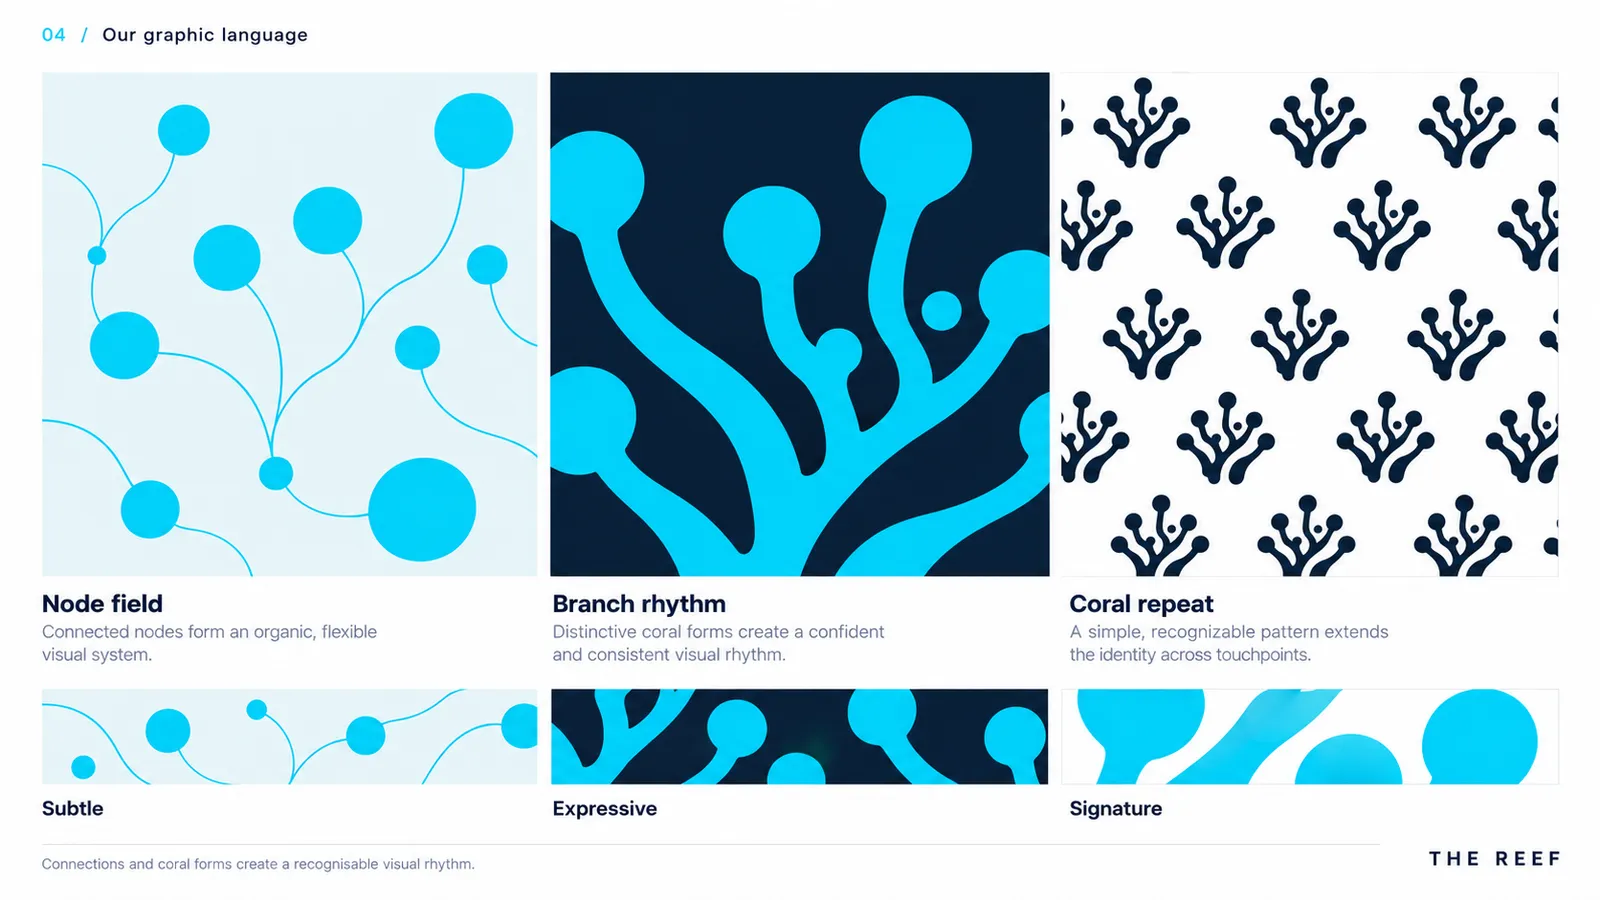 04 / Our graphic language
Node field
Connected nodes form an organic, flexible
visual system.
Branch rhythm
Distinctive coral forms create a confident
and consistent visual rhythm.
Coral repeat
A simple, recognizable pattern extends
the identity across touchpoints.
Subtle
Expressive
Signature
Connections and coral forms create a recognisable visual rhythm.
THE REEF